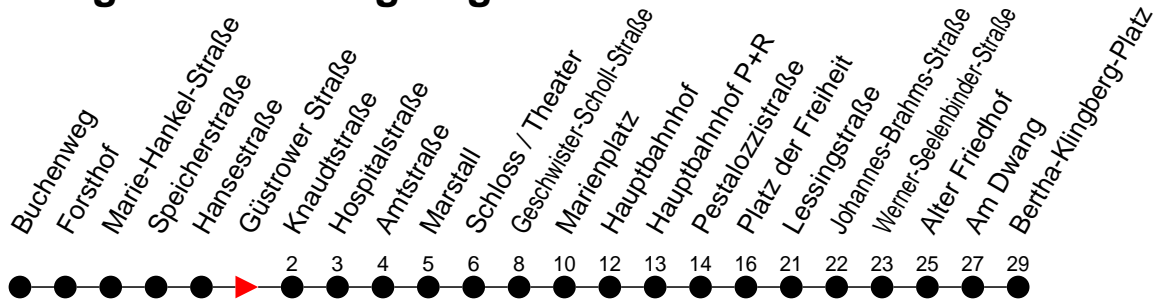 Buchenweg
Forsthof
Marie-Hankel-Straße
Speicherstraße
Hansestraße
Güstrower Straße
Knaudtstraße
Hospitalstraße
Amtstraße
Marstall
Schloss / Theater
Geschwister-Scholl-Straße
Marienplatz
Hauptbahnhof
Hauptbahnhof P+R
Pestalozzistraße
Platz der Freiheit
Lessingstraße
Johannes-Brahms-Straße
Werner-Seelenbinder-Straße
Alter Friedhof
Am Dwang
Bertha-Klingberg-Platz
2 3 4 5 6 8 10 12 13 14 16 21 22 23 25 27 29